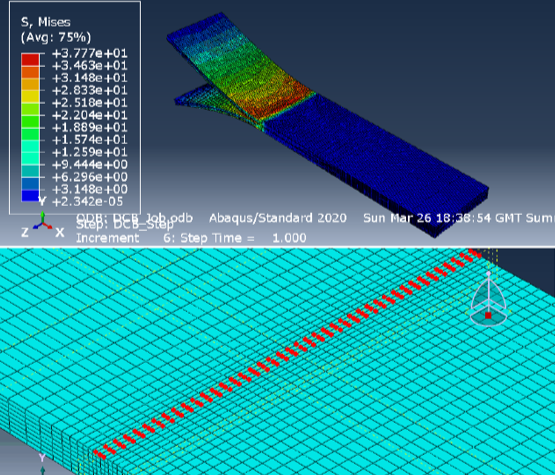 S, Mises
(Avg: 75%)
+3.777e+01
+3.463e+01
+3.148e+01
+2.833e+01
+2.518e+01
+2.204e+01
+1.889e+01
+1.574e+01
+1.259e+01
+9.444e+00
+6.296e+00
+3.148e+00
+2.342e-05
Y
Z X
ODB: DCB_Job.odb Abaqus/Standard 2020 Sun Mar 26 18:38:54 GMT Sum
Step: DCB_Step
Increment 6: Step Time = 1.000
Y